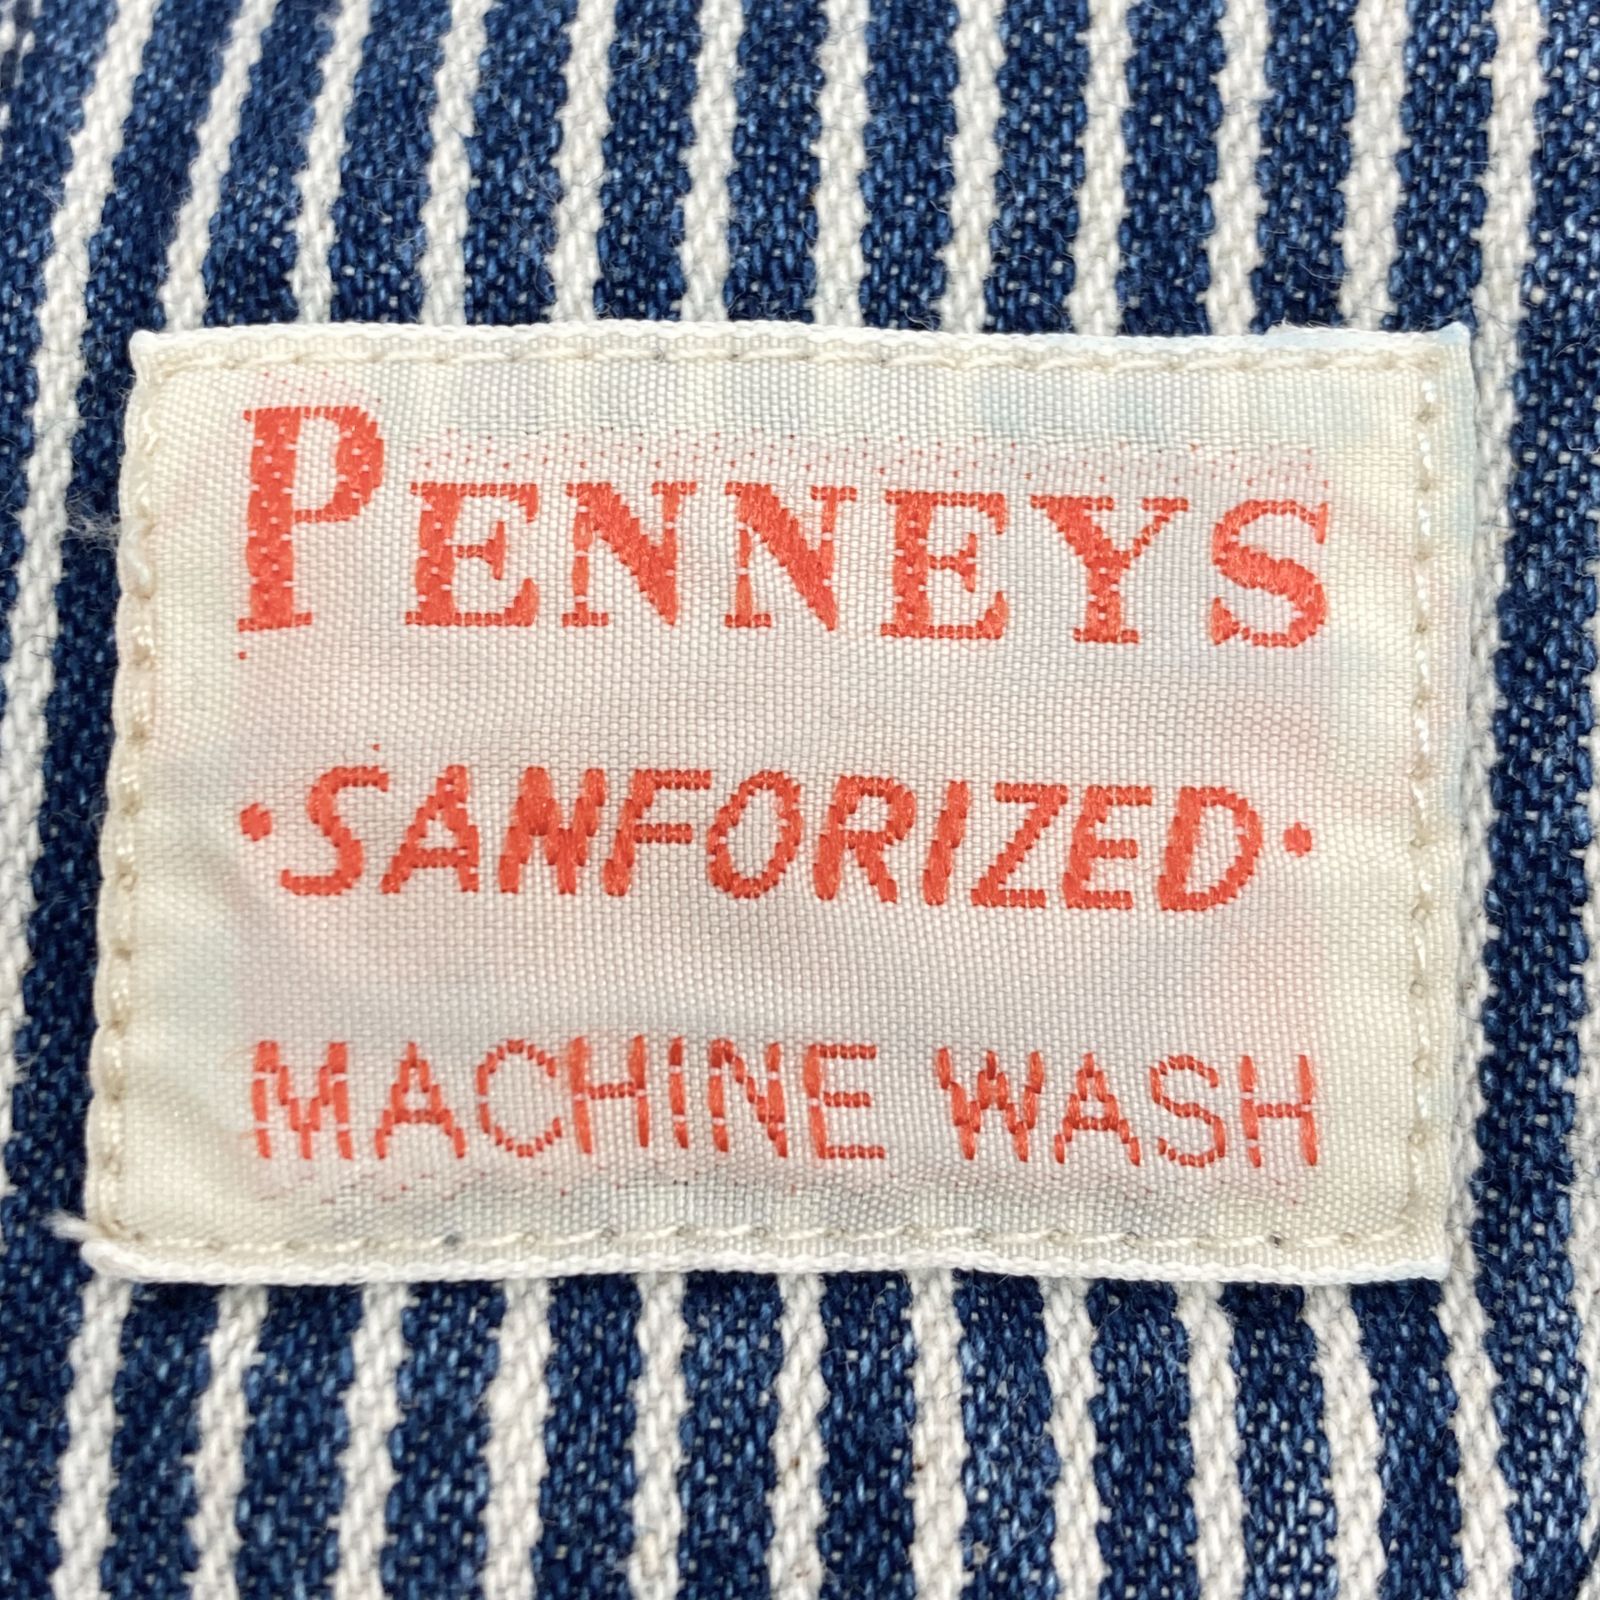 PENNEYS
·SANFORIZED·
MACHINE WASH